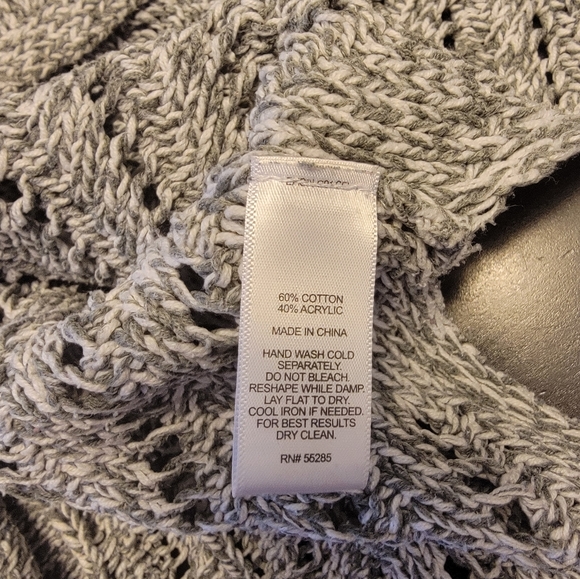 60% COTTON
40% ACRYLIC
MADE IN CHINA
HAND WASH COLD
SEPARATELY.
DO NOT BLEACH.
RESHAPE WHILE DAMP.
LAY FLAT TO DRY.
COOL IRON IF NEEDED.
FOR BEST RESULTS
DRY CLEAN.
RN# 55285